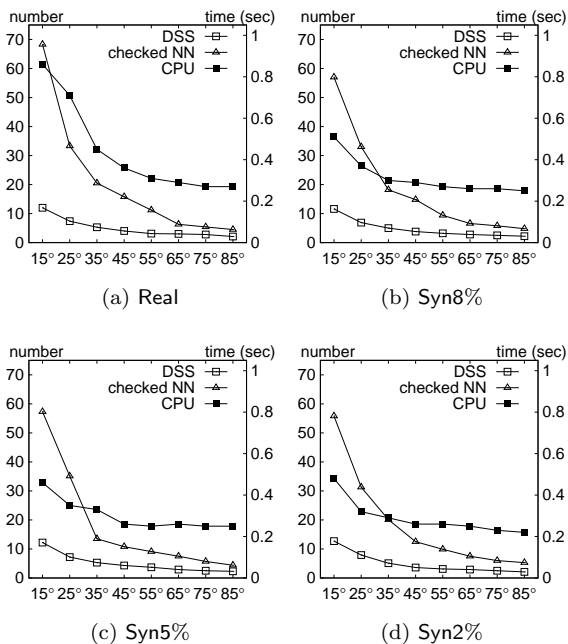 number time (sec)
70 1
60 0.8
50
40 0.6
30 0.4
20
10 0.2
0 0
DSS
checked NN
CPU
15° 25° 35° 45° 55° 65° 75° 85°
(a) Real
number time (sec)
70 1
60 0.8
50
40 0.6
30 0.4
20
10 0.2
0 0
DSS
checked NN
CPU
15° 25° 35° 45° 55° 65° 75° 85°
(b) Syn8%
number time (sec)
70 1
60 0.8
50
40 0.6
30 0.4
20
10 0.2
0 0
DSS
checked NN
CPU
15° 25° 35° 45° 55° 65° 75° 85°
(c) Syn5%
number time (sec)
70 1
60 0.8
50
40 0.6
30 0.4
20
10 0.2
0 0
DSS
checked NN
CPU
15° 25° 35° 45° 55° 65° 75° 85°
(d) Syn2%